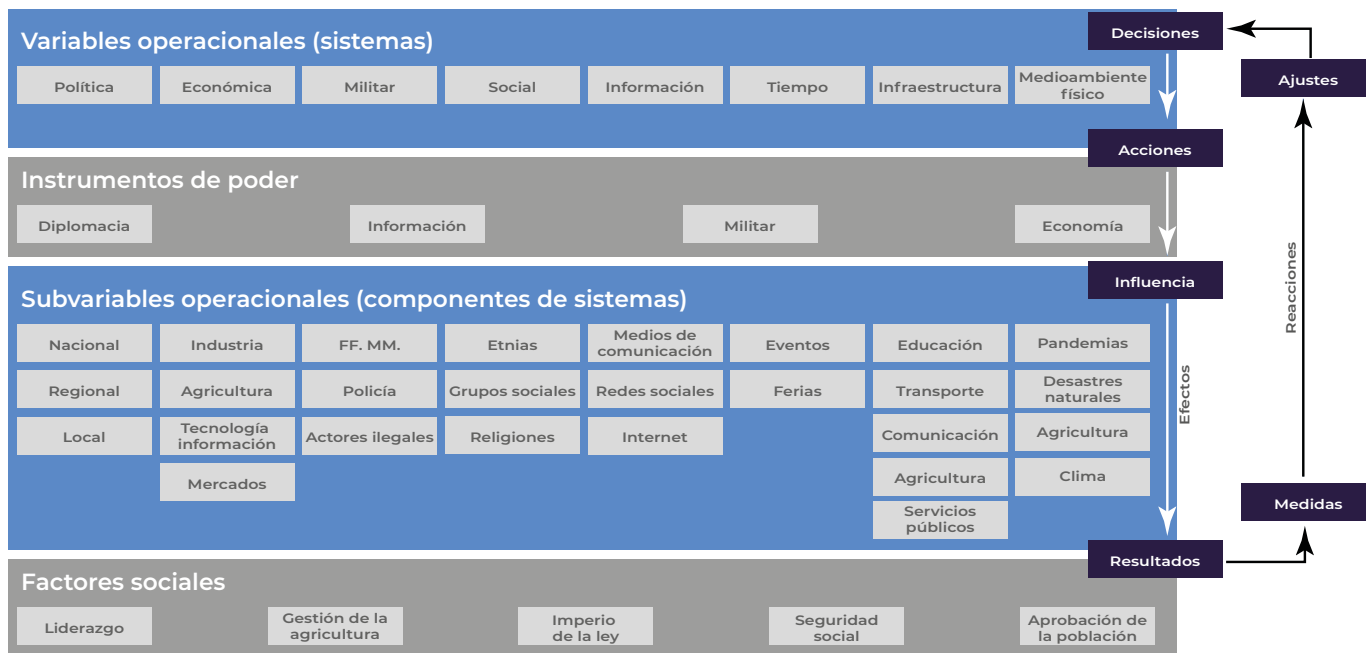 Variables operacionales (sistemas)
Decisiones
Ajustes
Política
Económica
Militar
Social
Información
Tiempo
Infraestructura
Medioambiente
físico
Acciones
Instrumentos de poder
Diplomacia
Información
Militar
Economía
Reacciones
Influencia
Subvariables operacionales (componentes de sistemas)
Nacional
Industria
FF. MM.
Etnias
Medios de
comunicación
Eventos
Educación
Pandemias
Regional
Agricultura
Policía
Grupos sociales
Redes sociales
Ferias
Transporte
Desastres
naturales
Efectos
Local
Tecnología
información
Actores ilegales
Religiones
Internet
Comunicación
Agricultura
Mercados
Agricultura
Clima
Servicios
públicos
Medidas
Resultados
Factores sociales
Liderazgo
Gestión de la
agricultura
Imperio
de la ley
Seguridad
social
Aprobación de
la población